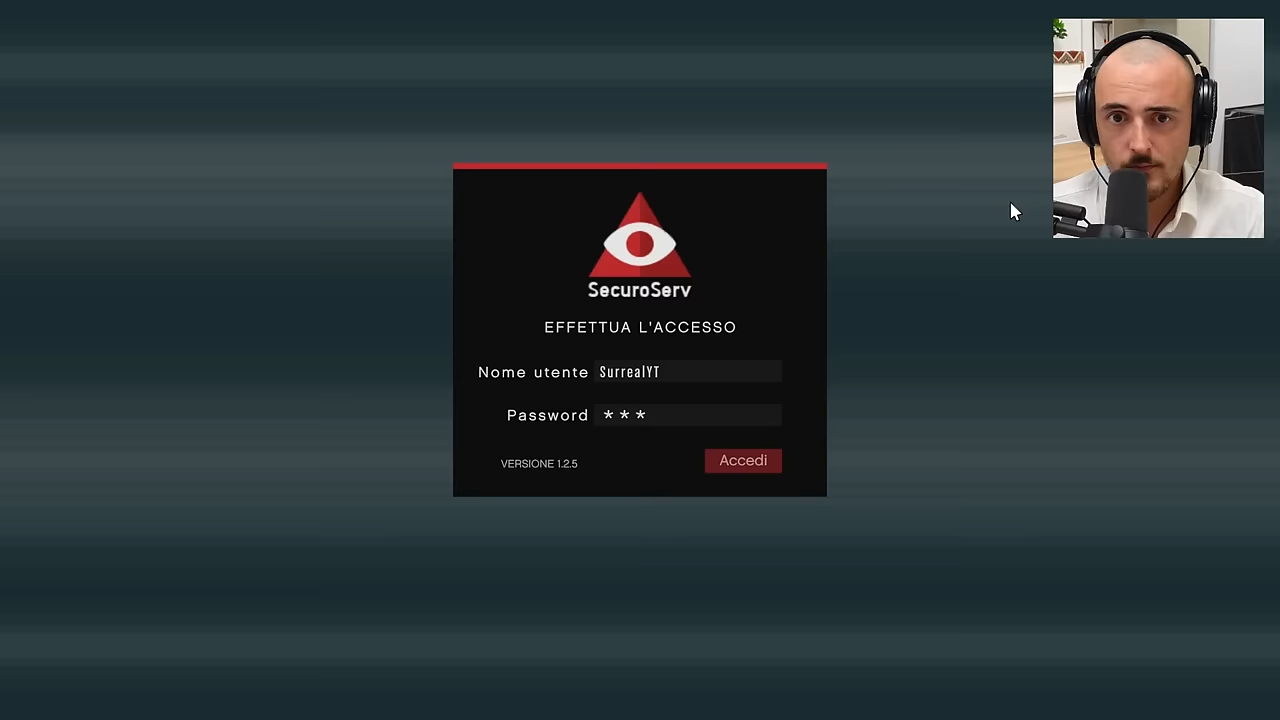 SecuroServ
EFFETTUA L'ACCESSO
Nome utente SurrealYT
Password ***
VERSIONE 1.2.5 Accedi